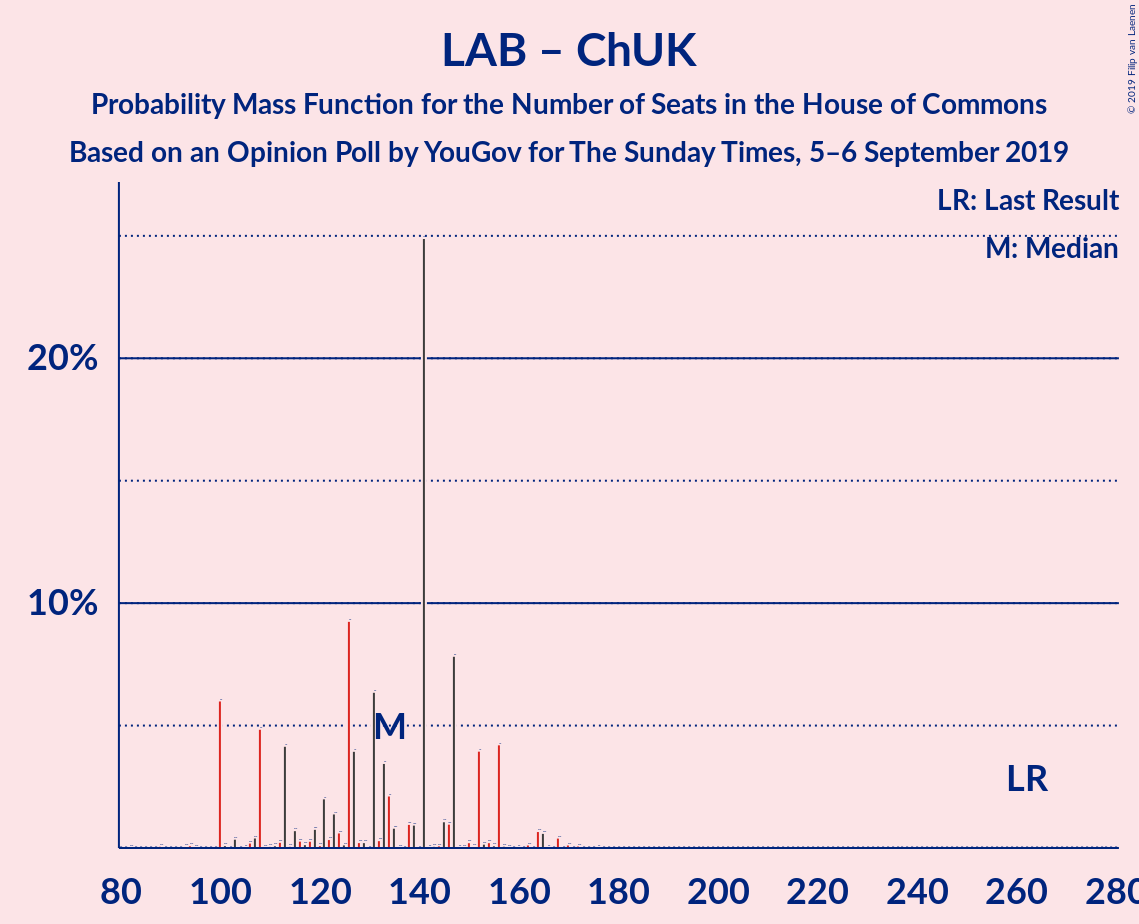 LAB – ChUK
Probability Mass Function for the Number of Seats in the House of Commons
Based on an Opinion Poll by YouGov for The Sunday Times, 5–6 September 2019
© 2019 Filip van Laenen
LR: Last Result
M: Median
20%
10%
M
LR
80 100 120 140 160 180 200 220 240 260 280